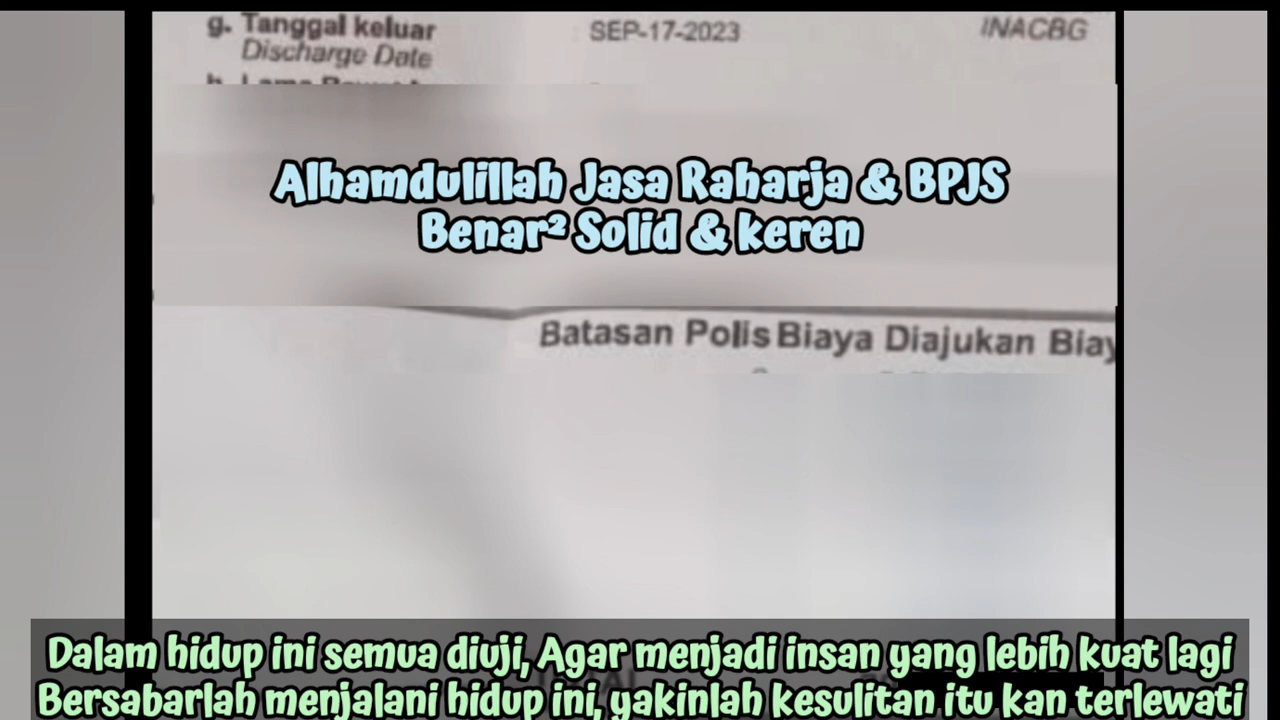 g. Tanggal keluar SEP-17-2023 INACBG
Discharge Date
Alhamdulillah Jasa Raharja & BPJS
Benar² Solid & keren
Batasan Polis Biaya Diajukan Biay
Dalam hidup ini semua diuji, Agar menjadi insan yang lebih kuat lagi
Bersabarlah menjalani hidup ini, yakinlah kesulitan itu kan terlewati